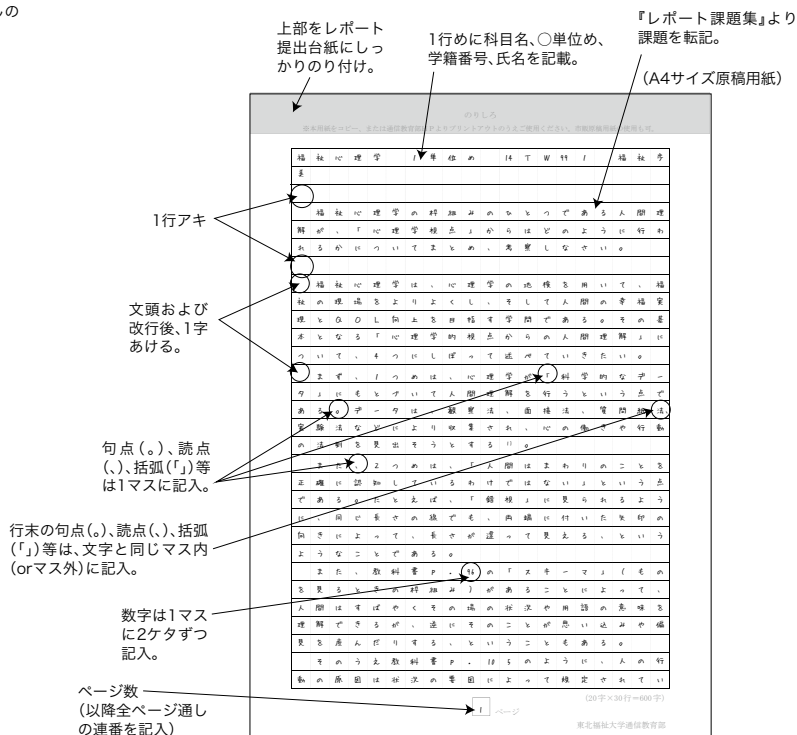 しの
上部をレポート
提出台紙にしっ
かりのり付け。
1行めに科目名、○単位め、
学籍番号、氏名を記載。
『レポート課題集』より
課題を転記。
(A4サイズ原稿用紙)
のりしろ
福祉心理学 1単位め 14TW991 福祉歩
美
1行アキ
福祉心理学の枠組みのひとつである人間理
解が、「心理学視点」からはどのように行わ
れるかについてまとめ、考察しなさい。
福祉心理学は、心理学の地検を用いて、福
祉の現場をよりよくし、そして人間の幸福実
現とQOL向上を目指す学問である。その基
本となる「心理学的視点からの人間理解」に
ついて、4つにしぼって述べていきたい。
文頭および
改行後、1字
あける。
まず、1つめは、心理学が「科学的なデー
タ」にもとづいて人間理解を行うという点で
ある。データは、観察法、面接法、質問紙法、
実験法などにより収集され、心の働きや行動
の法則を見出そうとする
句点(。)、読点
(、)、括弧(「」)等
は1マスに記入。
また、2つめは、「人間はまわりのことを
正確に認知しているわけではない」という点
である。たとえば、「錯視」に見られるよう
に、同じ長さの線でも、両端に付いた矢印の
向きによって、長さが違って見える、という
ようなことである。
行末の句点(。)、読点(、)、括弧
(「」)等は、文字と同じマス内
(orマス外)に記入。
また、教科書P.96の「スキーマ」(もの
を見るときの枠組み)があることによって、
人間はすばやくその場の状況や用語の意味を
理解できるが、逆にそのことが思い込みや偏
見を産んだりする、ということもある。
数字は1マス
に2ケタずつ
記入。
そのうえ教科書P.105のように、人の行
動の原因は状況の要因によって規定されてい
ページ数
(以降全ページ通し
の連番を記入)
1 ページ
(20字×30行=600字)
東北福祉大学通信教育部